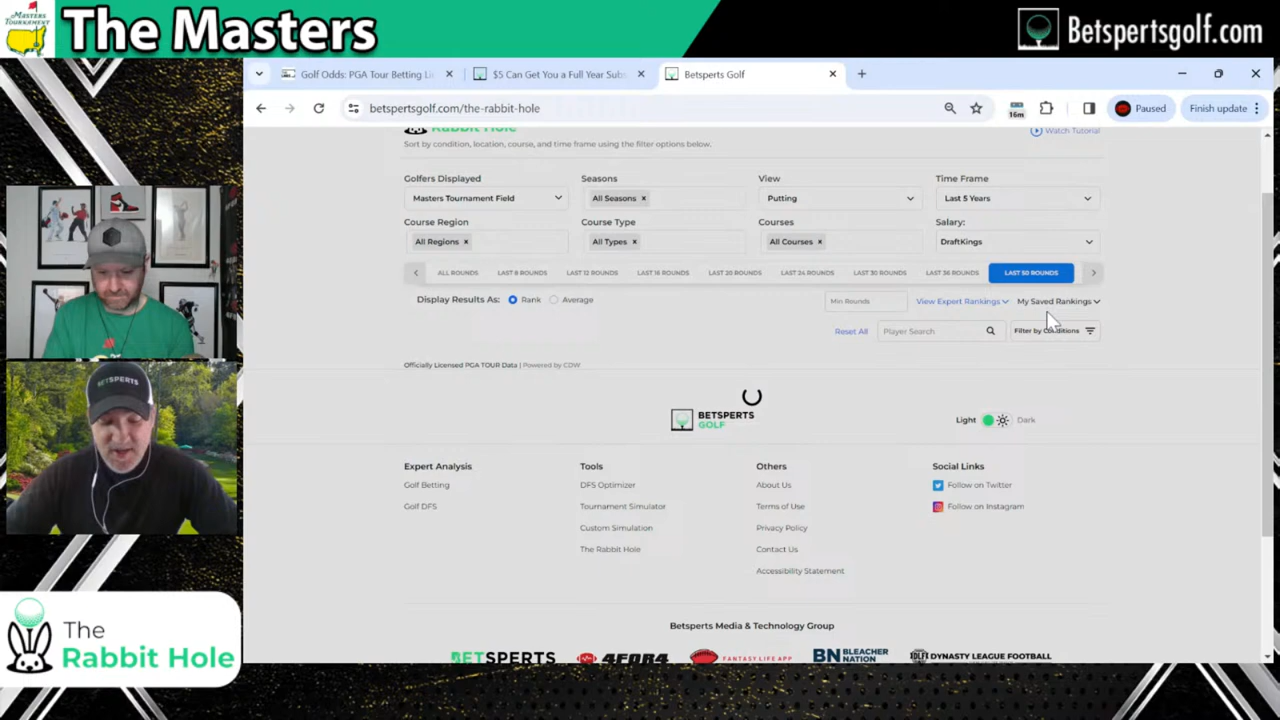 MASTERS
TOURNAMENT
The Masters
Betspertsgolf.com
Golf Odds: PGA Tour Betting Li
$5 Can Get You a Full Year Sub
Betsperts Golf
betspertsgolf.com/the-rabbit-hole
16m
Paused
Finish update
Rabbit Hole
Watch Tutorial
Sort by condition, location, course, and time frame using the filter options below.
Golfers Displayed
Seasons
View
Time Frame
Masters Tournament Field
All Seasons ×
Putting
Last 5 Years
Course Region
Course Type
Courses
Salary:
All Regions ×
All Types ×
All Courses ×
DraftKings
ALL ROUNDS
LAST 8 ROUNDS
LAST 12 ROUNDS
LAST 16 ROUNDS
LAST 20 ROUNDS
LAST 24 ROUNDS
LAST 30 ROUNDS
LAST 36 ROUNDS
LAST 50 ROUNDS
Display Results As:
Rank
Average
Min Rounds
View Expert Rankings
My Saved Rankings
Reset All
Player Search
Filter by Conditions
Officially Licensed PGA TOUR Data | Powered by CDW
BETSPERTS
GOLF
Light
Dark
Expert Analysis
Tools
Others
Social Links
Golf Betting
DFS Optimizer
About Us
Follow on Twitter
Golf DFS
Tournament Simulator
Terms of Use
Follow on Instagram
Custom Simulation
Privacy Policy
The Rabbit Hole
Contact Us
Accessibility Statement
Betsperts Media & Technology Group
BETSPERTS
4FOR4
FANTASY LIFE APP
BN BLEACHER
NATION
DYNASTY LEAGUE FOOTBALL
BETSPERTS
The
Rabbit Hole